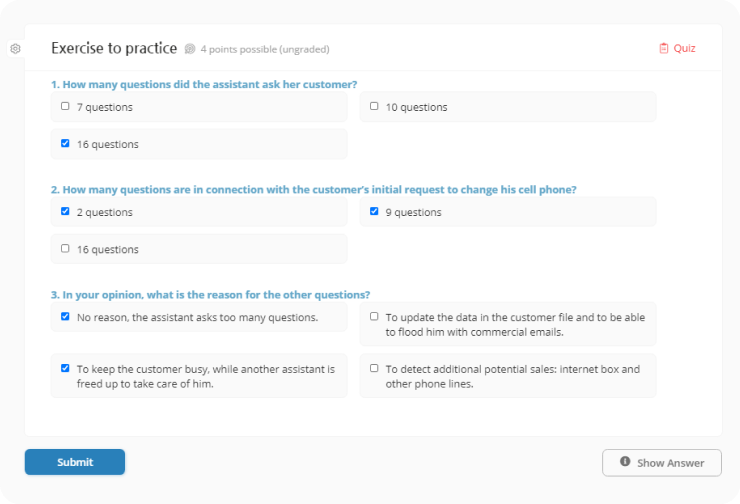 Exercise to practice 4 points possible (ungraded) Quiz
1. How many questions did the assistant ask her customer?
7 questions
10 questions
16 questions
2. How many questions are in connection with the customer's initial request to change his cell phone?
2 questions
9 questions
16 questions
3. In your opinion, what is the reason for the other questions?
No reason, the assistant asks too many questions.
To update the data in the customer file and to be able
to flood him with commercial emails.
To keep the customer busy, while another assistant is
freed up to take care of him.
To detect additional potential sales: internet box and
other phone lines.
Submit
Show Answer